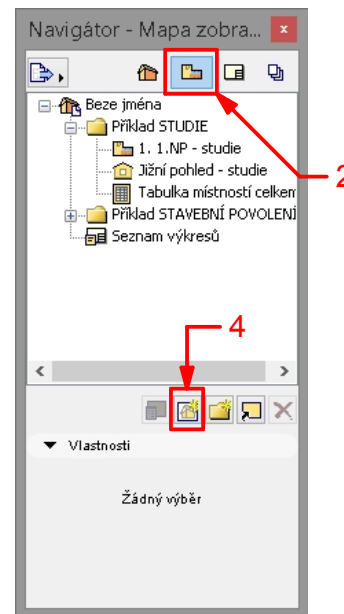 Navigátor - Mapa zobra...
2
Beze jména
Příklad STUDIE
1. 1.NP - studie
Jižní pohled - studie
Tabulka místností celkem
Příklad STAVEBNÍ POVOLENÍ
Seznam výkresů
4
Vlastnosti
Žádný výběr